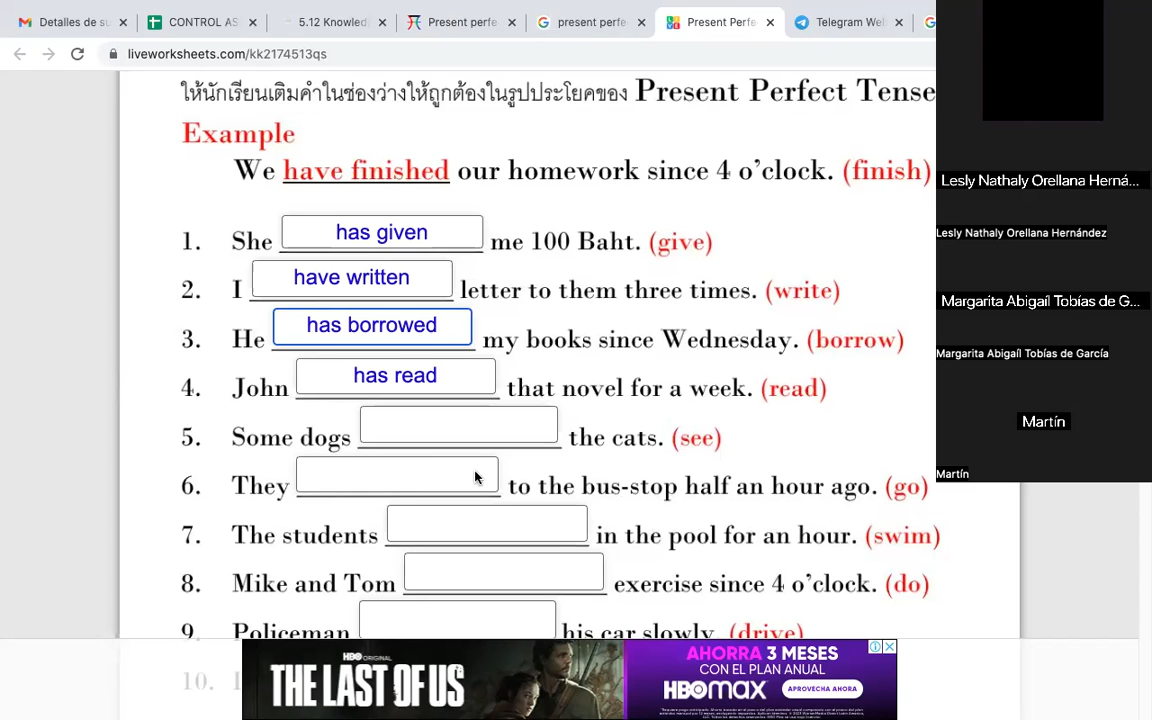 Detalles de su
CONTROL AS
5.12 Knowled
Present perfe
present perfe
Present Perfe
Telegram Web
liveworksheets.com/kk2174513qs
ให้นักเรียนเติมคำในช่องว่างให้ถูกต้องในรูปประโยคของ Present Perfect Tense
Example
We have finished our homework since 4 o’clock. (finish)
1. She has given me 100 Baht. (give)
2. I have written letter to them three times. (write)
3. He has borrowed my books since Wednesday. (borrow)
4. John has read that novel for a week. (read)
5. Some dogs the cats. (see)
6. They to the bus-stop half an hour ago. (go)
7. The students in the pool for an hour. (swim)
8. Mike and Tom exercise since 4 o’clock. (do)
9. Policeman his car slowly. (drive)
10.
Lesly Nathaly Orellana Herná...
Lesly Nathaly Orellana Hernández
Margarita Abigaíl Tobías de G...
Margarita Abigaíl Tobías de García
Martín
Martín
HBO ORIGINAL
THE LAST OF US
AHORRA 3 MESES
CON EL PLAN ANUAL
HBOMAX
APROVECHA AHORA